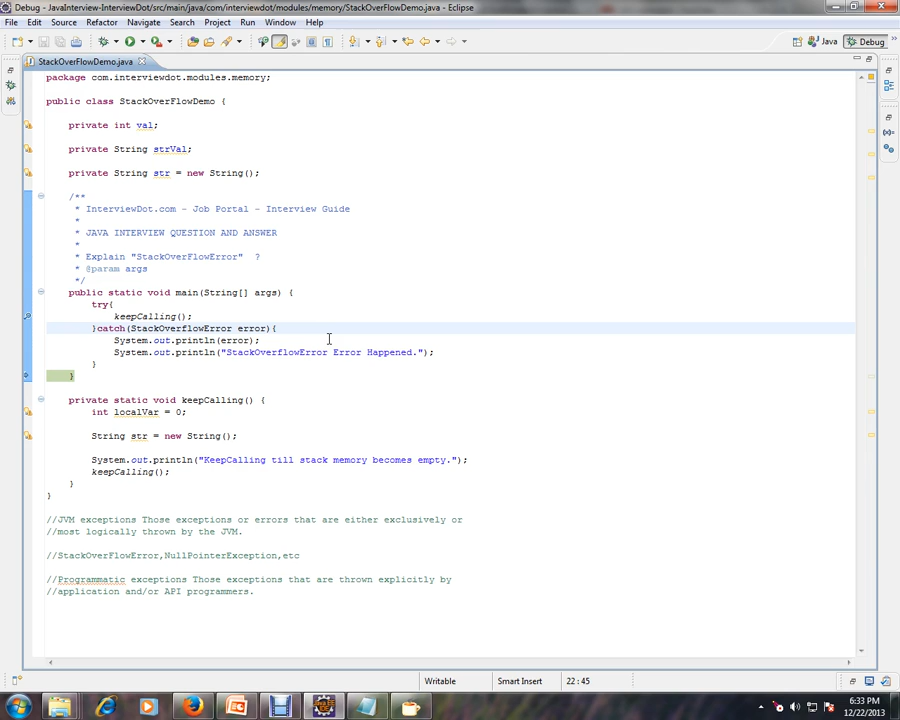 Debug - JavaInterview-InterviewDot/src/main/java/com/interviewdot/modules/memory/StackOverFlowDemo.java - Eclipse
File Edit Source Refactor Navigate Search Project Run Window Help
Java Debug
StackOverFlowDemo.java
package com.interviewdot.modules.memory;
public class StackOverFlowDemo {
private int val;
private String strVal;
private String str = new String();
/**
* InterviewDot.com - Job Portal - Interview Guide
*
* JAVA INTERVIEW QUESTION AND ANSWER
*
* Explain "StackOverFlowError"  ?
* @param args
*/
public static void main(String[] args) {
try{
keepCalling();
}catch(StackOverflowError error){
System.out.println(error);
System.out.println("StackOverflowError Error Happened.");
}
}
private static void keepCalling() {
int localVar = 0;
String str = new String();
System.out.println("KeepCalling till stack memory becomes empty.");
keepCalling();
}
}
//JVM exceptions Those exceptions or errors that are either exclusively or
//most logically thrown by the JVM.
//StackOverFlowError,NullPointerException,etc
//Programmatic exceptions Those exceptions that are thrown explicitly by
//application and/or API programmers.
Writable Smart Insert 22 : 45
6:33 PM
12/22/2013